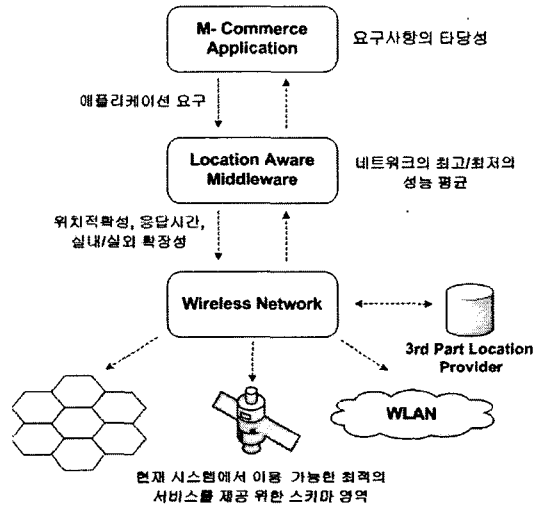 M- Commerce
Application
요구사항의 타당성
애플리케이션 요구
Location Aware
Middleware
네트워크의 최고/최저의
성능 평균
위치적확성, 응답시간,
실내/실외 확장성
Wireless Network
3rd Part Location
Provider
WLAN
현재 시스템에서 이용 가능한 최적의
서비스를 제공 위한 스키마 영역